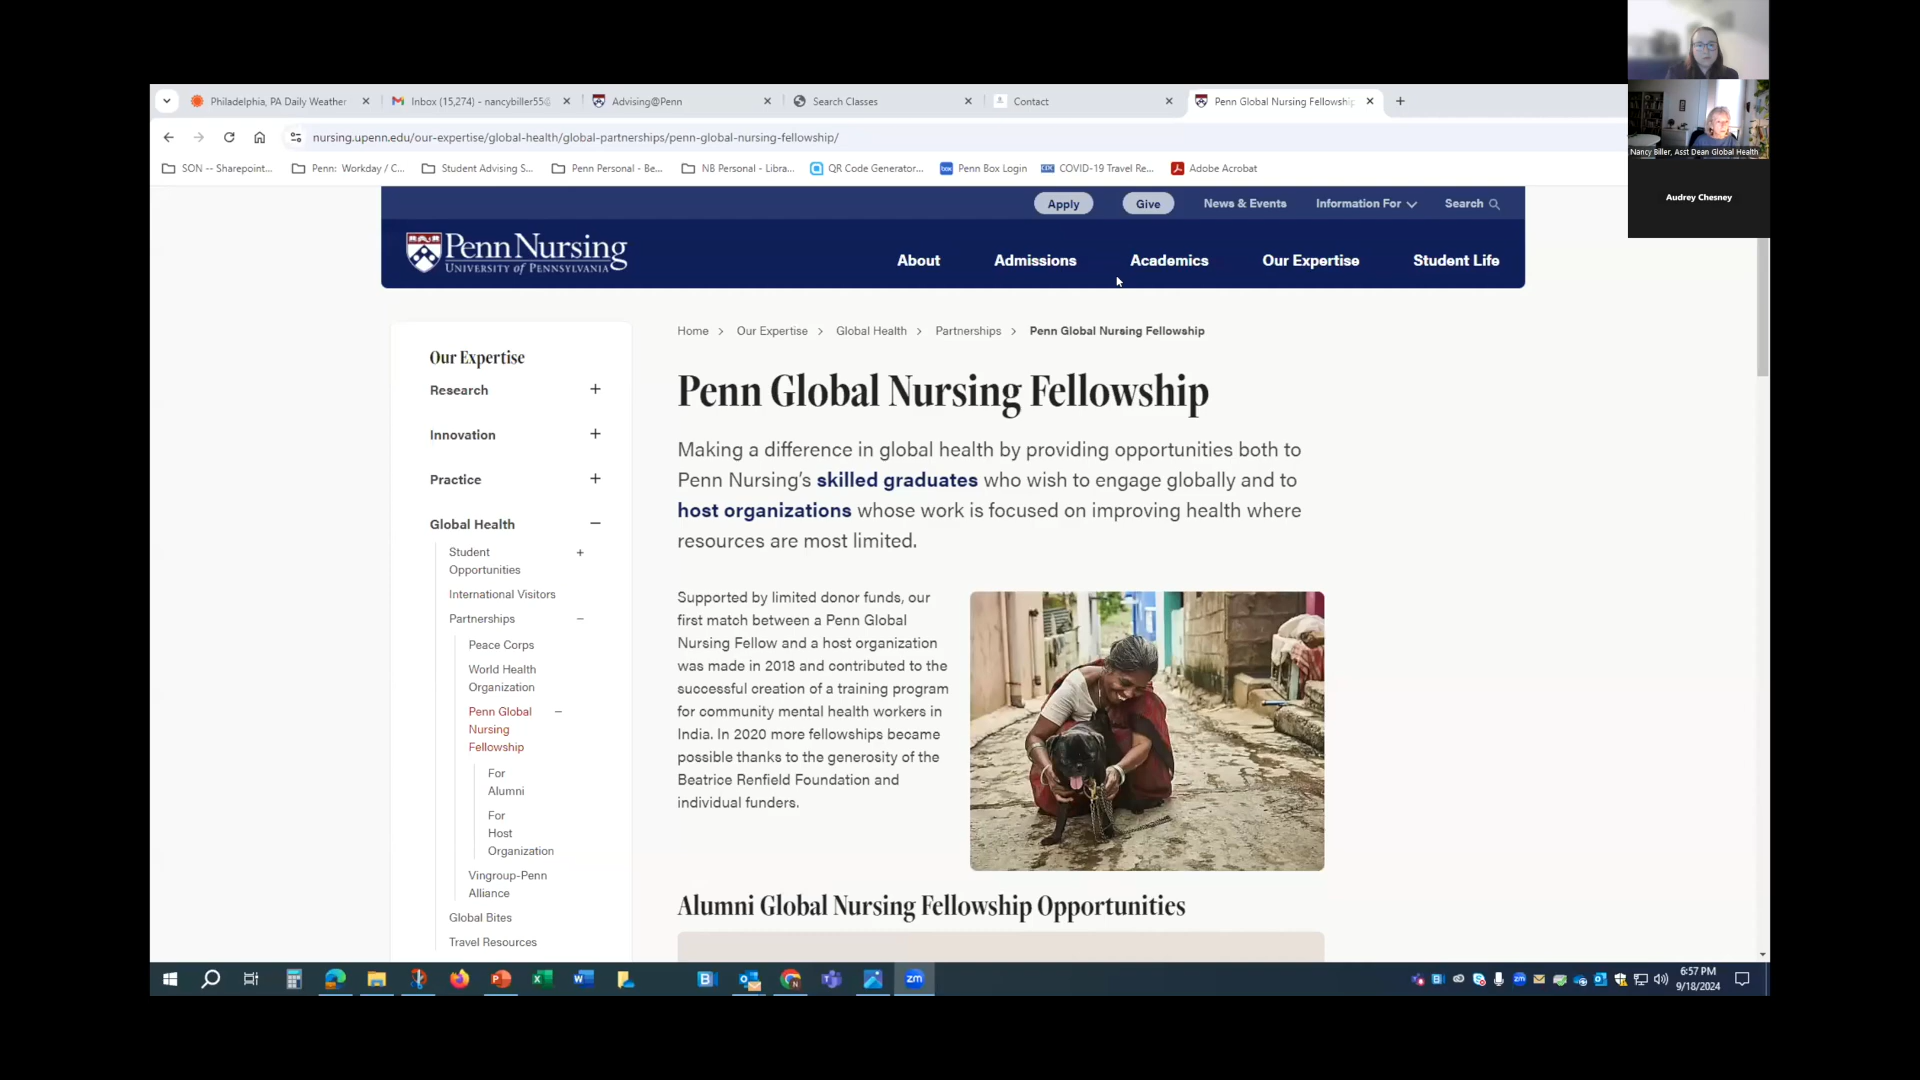 Philadelphia, PA Daily Weather
Inbox (15,274) - nancybiller55@
Advising@Penn
Search Classes
Contact
Penn Global Nursing Fellowship
nursing.upenn.edu/our-expertise/global-health/global-partnerships/penn-global-nursing-fellowship/
SON -- Sharepoint...
Penn: Workday / C...
Student Advising S...
Penn Personal - Be...
NB Personal - Libra...
QR Code Generator...
Penn Box Login
COVID-19 Travel Re...
Adobe Acrobat
Nancy Biller, Asst Dean Global Health
Audrey Chesney
Apply
Give
News & Events
Information For
Search
Penn Nursing
UNIVERSITY of PENNSYLVANIA
About
Admissions
Academics
Our Expertise
Student Life
Home > Our Expertise > Global Health > Partnerships > Penn Global Nursing Fellowship
Our Expertise
Research +
Innovation +
Practice +
Global Health –
Student +
Opportunities
International Visitors
Partnerships –
Peace Corps
World Health
Organization
Penn Global –
Nursing
Fellowship
For
Alumni
For
Host
Organization
Vingroup-Penn
Alliance
Global Bites
Travel Resources
Penn Global Nursing Fellowship
Making a difference in global health by providing opportunities both to
Penn Nursing’s skilled graduates who wish to engage globally and to
host organizations whose work is focused on improving health where
resources are most limited.
Supported by limited donor funds, our
first match between a Penn Global
Nursing Fellow and a host organization
was made in 2018 and contributed to the
successful creation of a training program
for community mental health workers in
India. In 2020 more fellowships became
possible thanks to the generosity of the
Beatrice Renfield Foundation and
individual funders.
Alumni Global Nursing Fellowship Opportunities
zm
6:57 PM
9/18/2024